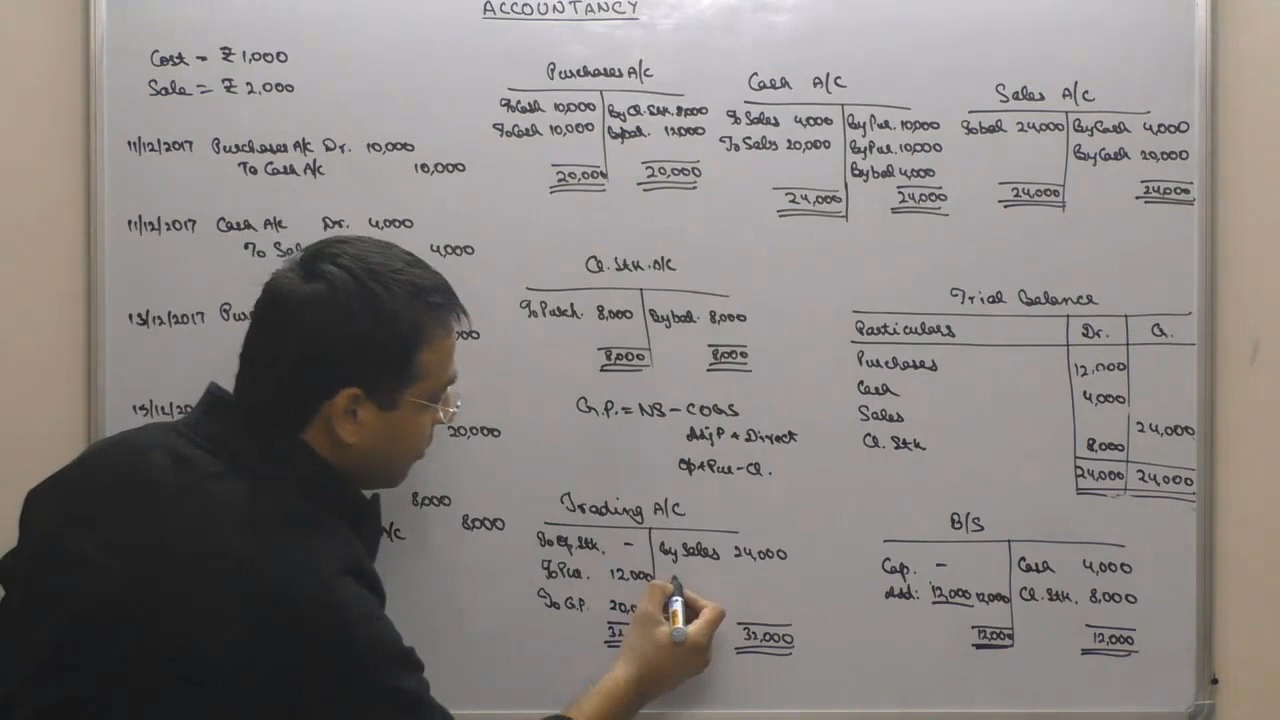 ACCOUNTANCY
Cost = ₹ 1,000
Sale = ₹ 2,000
11/12/2017 Purchases A/c Dr. 10,000
To Cash A/c 10,000
11/12/2017 Cash A/c Dr. 4,000
To Sal 4,000
13/12/2017 Pur
00
15/12/20
20,000
8,000
A/C 8,000
Purchases A/c
To Cash 10,000 By Cl. Stk. 8,000
To Cash 10,000 By bal. 12,000
20,000 20,000
Cash A/C
To Sales 4,000 By Pur. 10,000
To Sales 20,000 By Pur. 10,000
By bal 4,000
24,000 24,000
Sales A/c
To bal 24,000 By Cash 4,000
By Cash 20,000
24,000 24,000
Cl. Stk. A/c
To Purch. 8,000 By bal. 8,000
8,000 8,000
G.P. = NS - COGS
Adj P + Direct
Op + Pur - Cl.
Trial Balance
Particulars Dr. Cr.
Purchases 12,000
Cash 4,000
Sales 24,000
Cl. Stk 8,000
24,000 24,000
Trading A/C
To Op. Stk. - By Sales 24,000
To Pur. 12,000
To G.P. 20,0
32 32,000
B/S
Cap. - Cash 4,000
Add: 12,000 12,000 Cl. Stk. 8,000
12,000 12,000